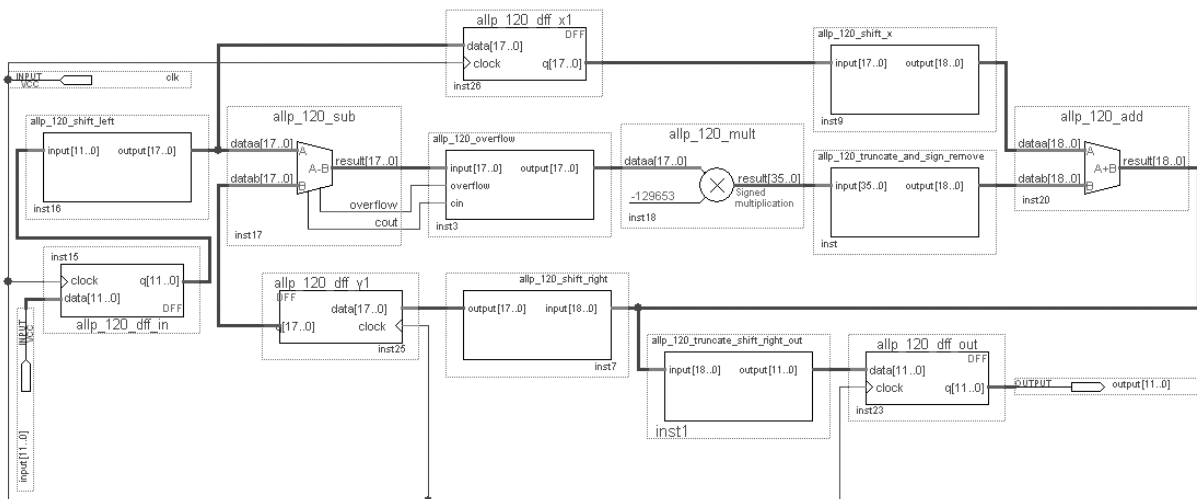 allp_120_dff_x1
DFF
data[17..0]
clock
q[17..0]
inst26
INPUT
VCC
clk
allp_120_shift_x
input[17..0]
output[18..0]
inst9
allp_120_shift_left
input[11..0]
output[17..0]
inst16
allp_120_sub
dataa[17..0]
A
A-B
result[17..0]
datab[17..0]
B
overflow
cout
inst17
allp_120_overflow
input[17..0]
output[17..0]
overflow
cin
inst3
allp_120_mult
dataa[17..0]
result[35..0]
-129653
Signed
multiplication
inst18
allp_120_truncate_and_sign_remove
input[35..0]
output[18..0]
inst
allp_120_add
dataa[18..0]
A
A+B
result[18..0]
datab[18..0]
B
inst20
inst15
clock
q[11..0]
data[11..0]
DFF
allp_120_dff_in
INPUT
VCC
input[11..0]
allp_120_dff_y1
DFF
data[17..0]
q[17..0]
clock
inst25
allp_120_shift_right
output[17..0]
input[18..0]
inst7
allp_120_truncate_shift_right_out
input[18..0]
output[11..0]
inst1
allp_120_dff_out
DFF
data[11..0]
clock
q[11..0]
inst23
OUTPUT
output[11..0]